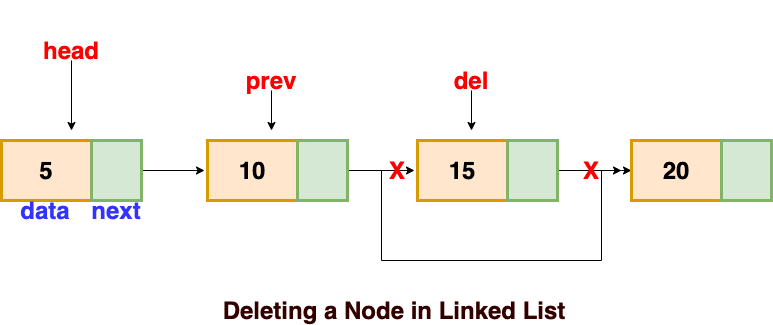 head
prev
del
5
10
X
15
X
20
data
next
Deleting a Node in Linked List